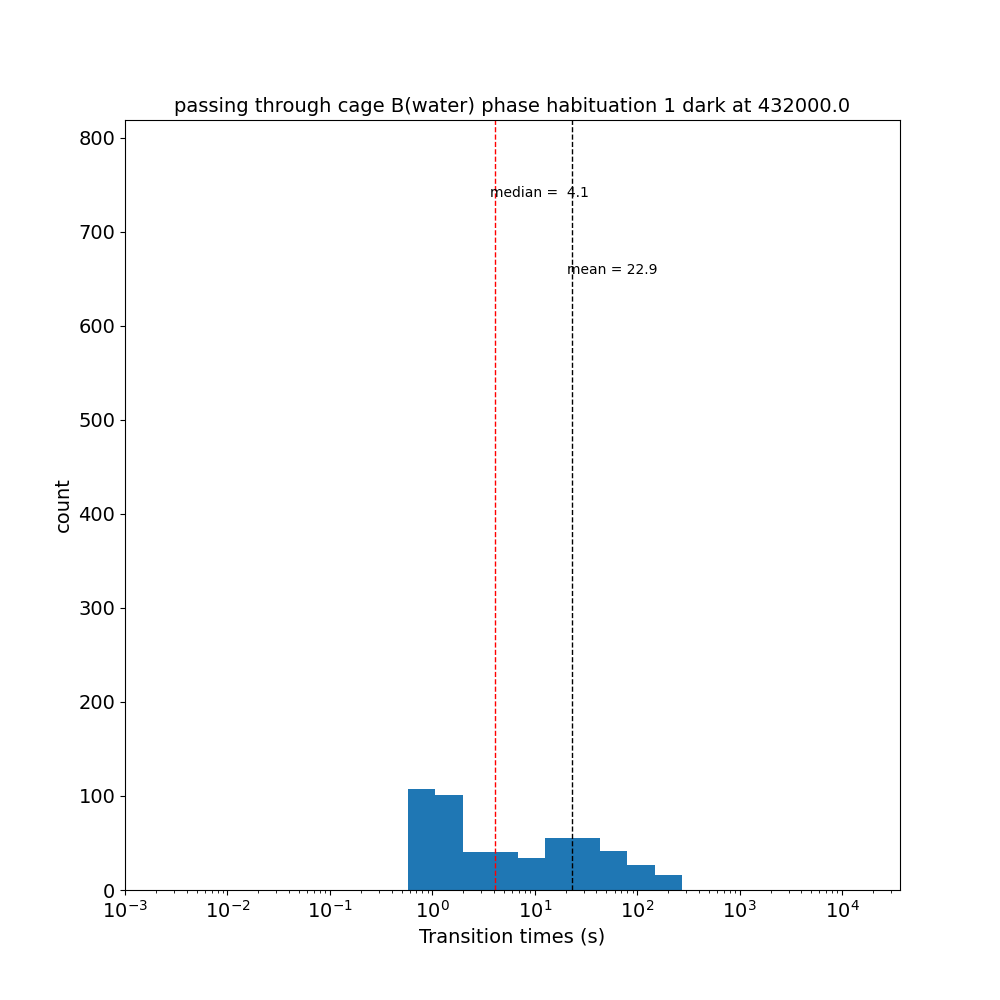 passing through cage B(water) phase habituation 1 dark at 432000.0
800
median =  4.1
700
mean = 22.9
600
500
count
400
300
200
100
0
10⁻³ 10⁻² 10⁻¹ 10⁰ 10¹ 10² 10³ 10⁴
Transition times (s)